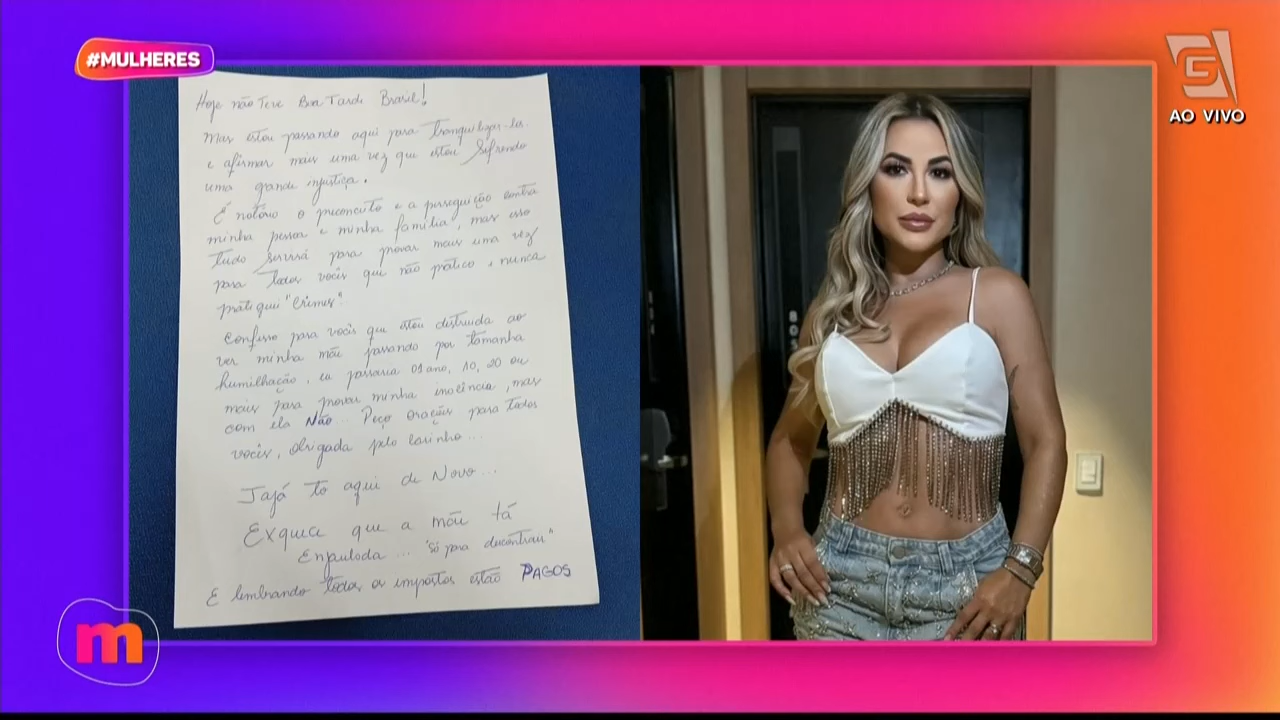 #MULHERES
G
AO VIVO
Hoje não Teve Boa Tarde Brasil!
Mas estou passando aqui para tranquilizar-los
e afirmar mais uma vez que estou Sofrendo
uma grande injustiça.
É notório o preconceito e a perseguição contra
minha pessoa e minha família, mas isso
tudo Servirá para provar mais uma vez
para todos vocês que não pratico e nunca
pratiquei "Crimes".
Confesso para vocês que estou destruída ao
ver minha mãe passando por tamanha
humilhação, eu passaria 01 ano, 10, 20 ou
mais para provar minha inocência, mas
com ela Não... Peço orações para todos
vocês, obrigada pelo carinho...
Jajá to aqui de Novo...
Exquece que a mãe tá
Enjaulada... "só para descontrair"
E lembrando todos os impostos estão PAGOS
m